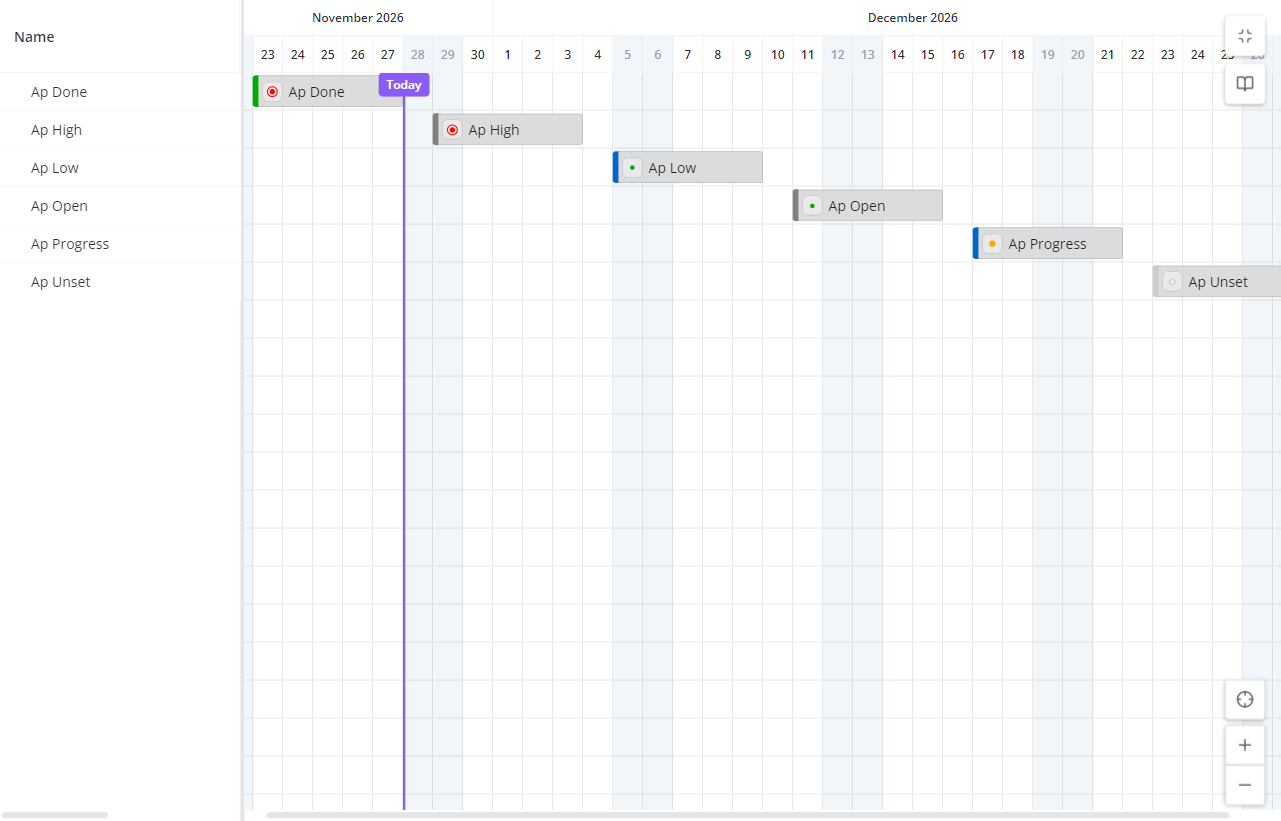 November 2026 December 2026
Name
23 24 25 26 27 28 29 30 1 2 3 4 5 6 7 8 9 10 11 12 13 14 15 16 17 18 19 20 21 22 23 24
Today
Ap Done Ap Done
Ap High Ap High
Ap Low Ap Low
Ap Open Ap Open
Ap Progress Ap Progress
Ap Unset Ap Unset